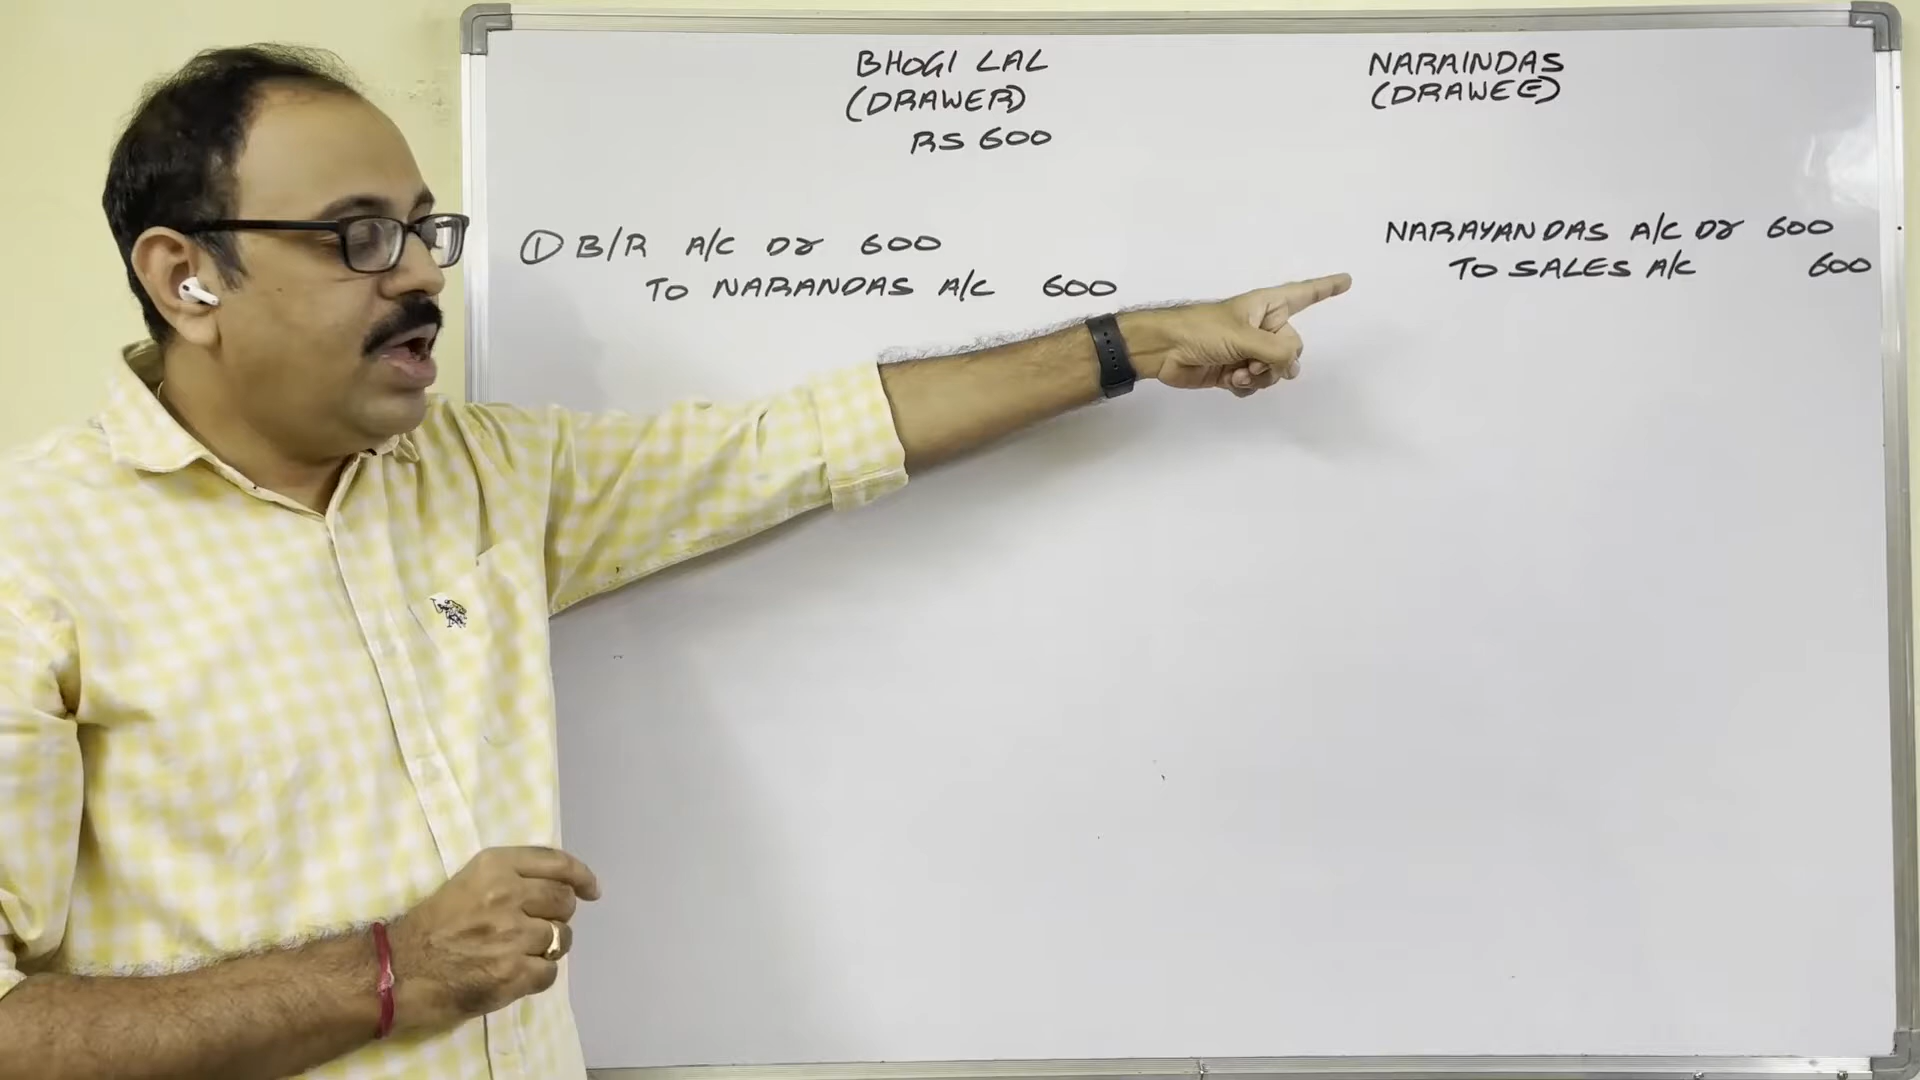 BHOGI LAL
(DRAWER)
RS 600
NARAINDAS
(DRAWEE)
① B/R A/C Dr 600
TO NARANDAS A/C 600
NARAYANDAS A/C Dr 600
TO SALES A/C 600